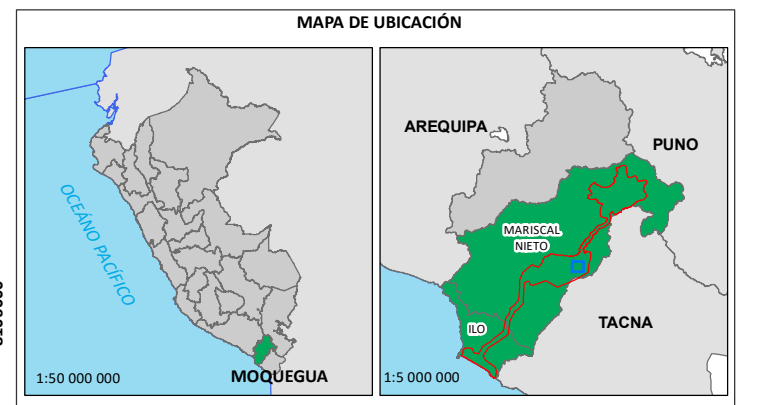 MAPA DE UBICACIÓN
OCEÁNO PACÍFICO
1:50 000 000
MOQUEGUA
AREQUIPA
PUNO
MARISCAL
NIETO
ILO
TACNA
1:5 000 000